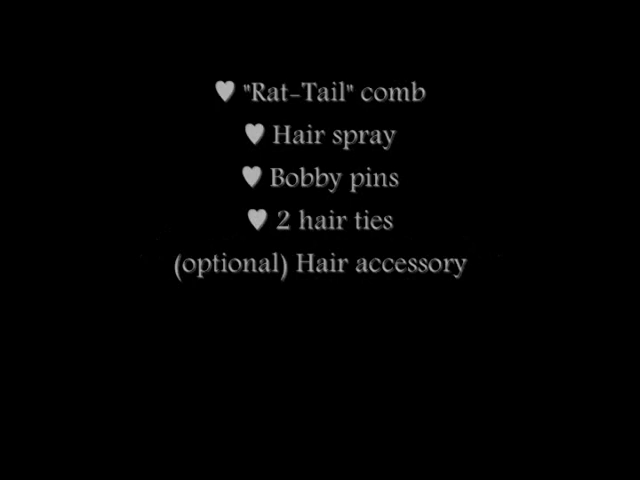 ♥ "Rat-Tail" comb
♥ Hair spray
♥ Bobby pins
♥ 2 hair ties
(optional) Hair accessory